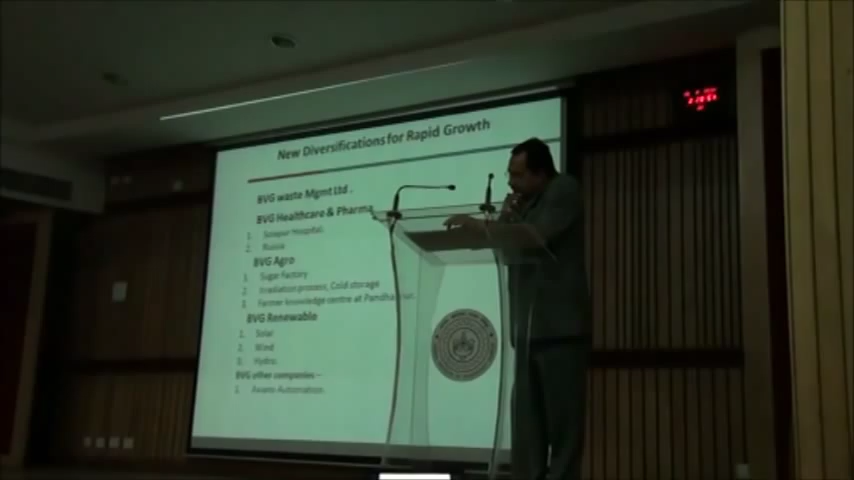 New Diversifications for Rapid Growth
BVG waste Mgmt Ltd .
BVG Healthcare & Pharma
1. Solapur Hospital.
2. Russia
BVG Agro
1. Sugar Factory
2. Irradiation process, Cold storage
3. Farmer knowledge centre at
BVG Renewable
1. Solar
2. Wind
3. Hydro.
BVG other companies –
1. Automation.